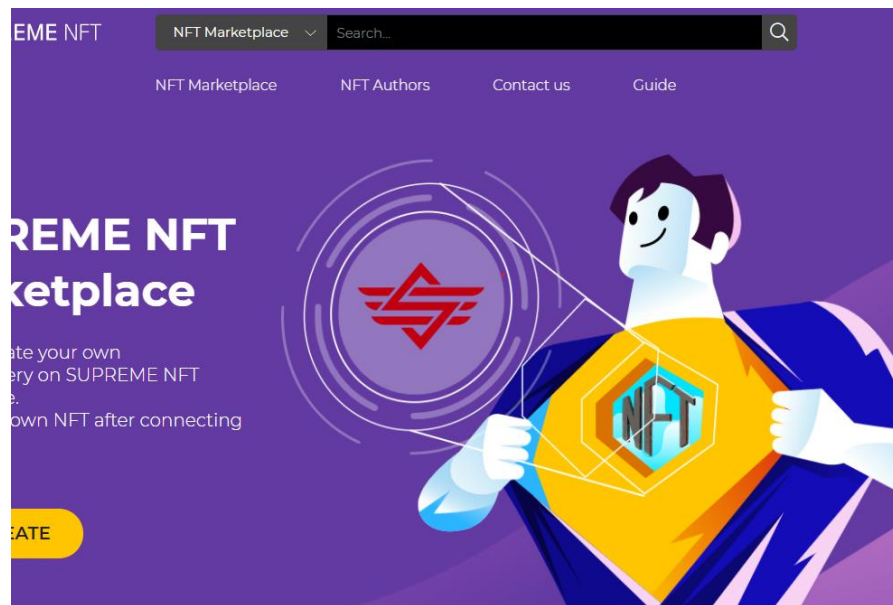 EME NFT
NFT Marketplace
Search...
NFT Marketplace
NFT Authors
Contact us
Guide
REME NFT
ketplace
ate your own
ery on SUPREME NFT
e.
own NFT after connecting
EATE
NFT